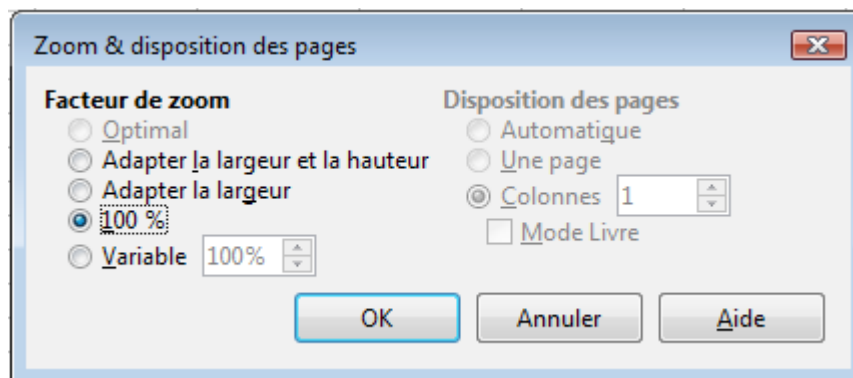 Zoom & disposition des pages
Facteur de zoom
Optimal
Adapter la largeur et la hauteur
Adapter la largeur
100 %
Variable 100%
Disposition des pages
Automatique
Une page
Colonnes 1
Mode Livre
OK
Annuler
Aide